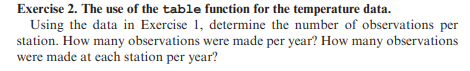 Exercise 2. The use of the table function for the temperature data.
Using the data in Exercise 1, determine the number of observations per
station. How many observations were made per year? How many observations
were made at each station per year?